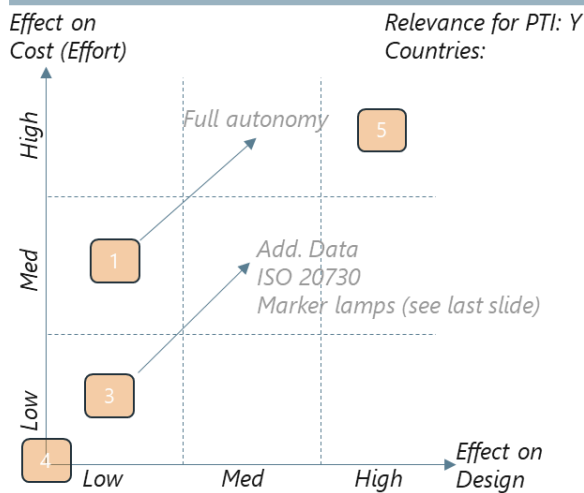 Effect on
Cost (Effort)
Relevance for PTI: Y
Countries:
High
Full autonomy
5
Med
1
Add. Data
ISO 20730
Marker lamps (see last slide)
Low
3
4
Low
Med
High
Effect on
Design